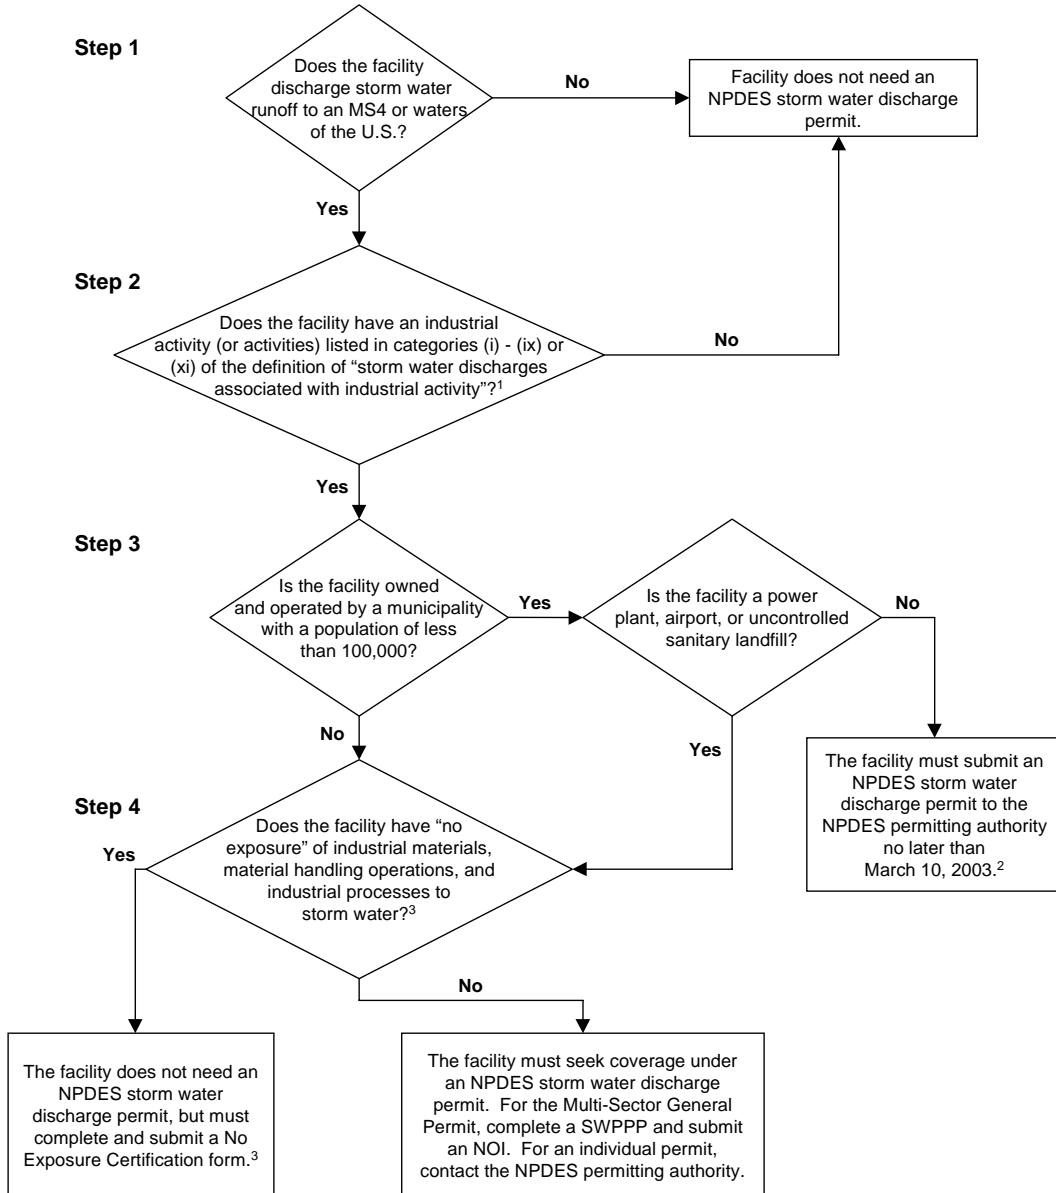 Step 1
Does the facility
discharge storm water
runoff to an MS4 or waters
of the U.S.?
No
Facility does not need an
NPDES storm water discharge
permit.
Yes
Step 2
Does the facility have an industrial
activity (or activities) listed in categories (i) - (ix) or
(xi) of the definition of “storm water discharges
associated with industrial activity”?¹
No
Yes
Step 3
Is the facility owned
and operated by a municipality
with a population of less
than 100,000?
Yes
Is the facility a power
plant, airport, or uncontrolled
sanitary landfill?
No
No
Yes
The facility must submit an
NPDES storm water
discharge permit to the
NPDES permitting authority
no later than
March 10, 2003.²
Step 4
Does the facility have “no
exposure” of industrial materials,
material handling operations, and
industrial processes to
storm water?³
Yes
No
The facility does not need an
NPDES storm water
discharge permit, but must
complete and submit a No
Exposure Certification form.³
The facility must seek coverage under
an NPDES storm water discharge
permit. For the Multi-Sector General
Permit, complete a SWPPP and submit
an NOI. For an individual permit,
contact the NPDES permitting authority.